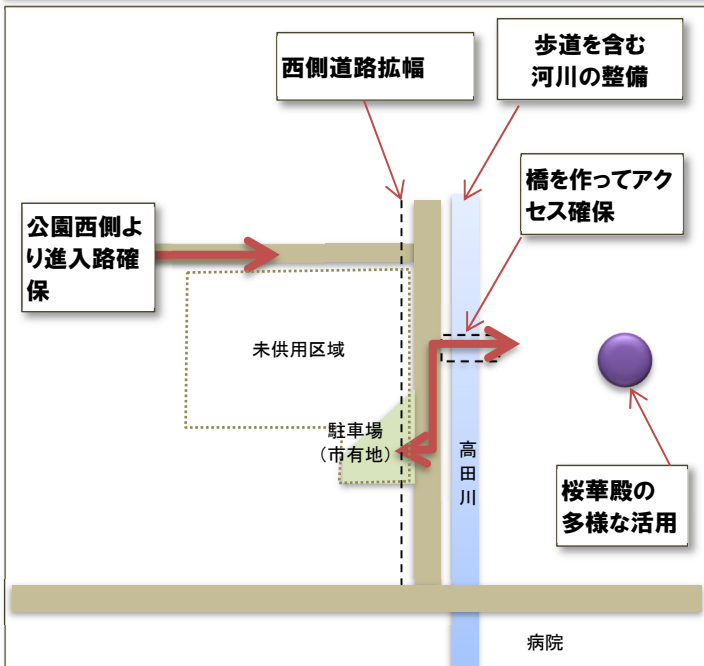 西側道路拡幅
歩道を含む
河川の整備
橋を作ってアク
セス確保
公園西側よ
り進入路確
保
未供用区域
駐車場
（市有地）
高田川
桜華殿の
多様な活用
病院